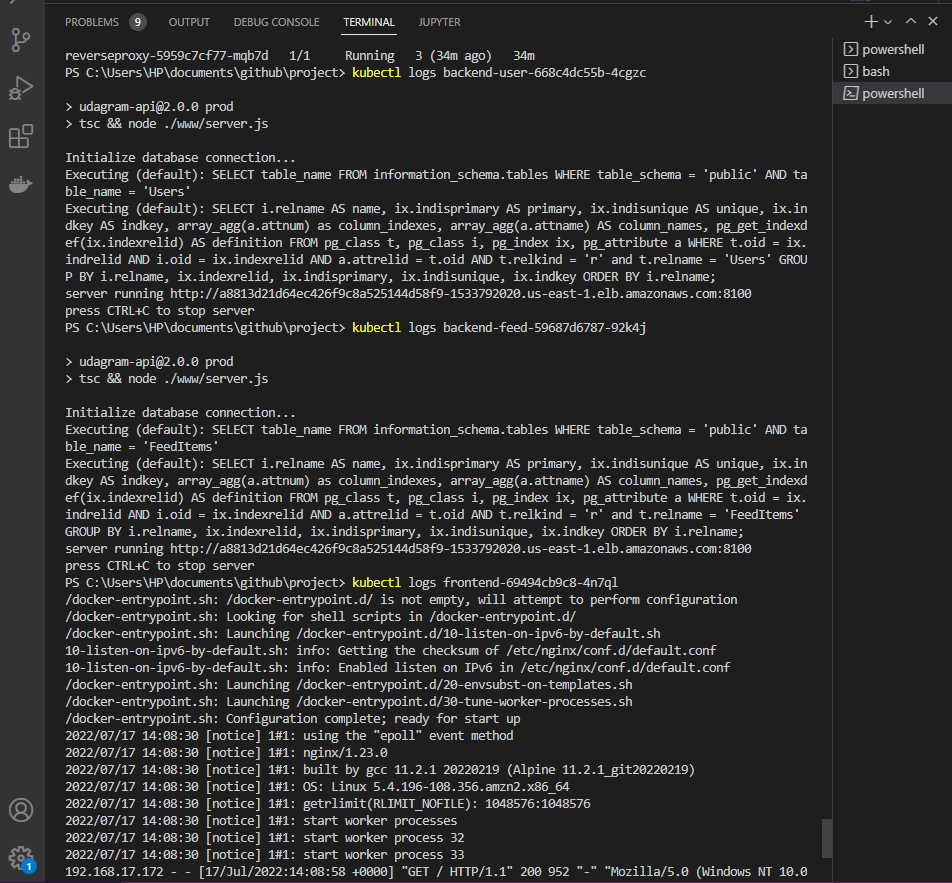 PROBLEMS 9 OUTPUT DEBUG CONSOLE TERMINAL JUPYTER
reverseproxy-5959c7cf77-mqb7d 1/1 Running 3 (34m ago) 34m
PS C:\Users\HP\documents\github\project> kubectl logs backend-user-668c4dc55b-4cgzc
> udagram-api@2.0.0 prod
> tsc && node ./www/server.js
Initialize database connection...
Executing (default): SELECT table_name FROM information_schema.tables WHERE table_schema = 'public' AND ta
ble_name = 'Users'
Executing (default): SELECT i.relname AS name, ix.indisprimary AS primary, ix.indisunique AS unique, ix.in
dkey AS indkey, array_agg(a.attnum) as column_indexes, array_agg(a.attname) AS column_names, pg_get_indexd
ef(ix.indexrelid) AS definition FROM pg_class t, pg_class i, pg_index ix, pg_attribute a WHERE t.oid = ix.
indrelid AND i.oid = ix.indexrelid AND a.attrelid = t.oid AND t.relkind = 'r' and t.relname = 'Users' GROU
P BY i.relname, ix.indexrelid, ix.indisprimary, ix.indisunique, ix.indkey ORDER BY i.relname;
server running http://a8813d21d64ec426f9c8a525144d58f9-1533792020.us-east-1.elb.amazonaws.com:8100
press CTRL+C to stop server
PS C:\Users\HP\documents\github\project> kubectl logs backend-feed-59687d6787-92k4j
> udagram-api@2.0.0 prod
> tsc && node ./www/server.js
Initialize database connection...
Executing (default): SELECT table_name FROM information_schema.tables WHERE table_schema = 'public' AND ta
ble_name = 'FeedItems'
Executing (default): SELECT i.relname AS name, ix.indisprimary AS primary, ix.indisunique AS unique, ix.in
dkey AS indkey, array_agg(a.attnum) as column_indexes, array_agg(a.attname) AS column_names, pg_get_indexd
ef(ix.indexrelid) AS definition FROM pg_class t, pg_class i, pg_index ix, pg_attribute a WHERE t.oid = ix.
indrelid AND i.oid = ix.indexrelid AND a.attrelid = t.oid AND t.relkind = 'r' and t.relname = 'FeedItems'
GROUP BY i.relname, ix.indexrelid, ix.indisprimary, ix.indisunique, ix.indkey ORDER BY i.relname;
server running http://a8813d21d64ec426f9c8a525144d58f9-1533792020.us-east-1.elb.amazonaws.com:8100
press CTRL+C to stop server
PS C:\Users\HP\documents\github\project> kubectl logs frontend-69494cb9c8-4n7ql
/docker-entrypoint.sh: /docker-entrypoint.d/ is not empty, will attempt to perform configuration
/docker-entrypoint.sh: Looking for shell scripts in /docker-entrypoint.d/
/docker-entrypoint.sh: Launching /docker-entrypoint.d/10-listen-on-ipv6-by-default.sh
10-listen-on-ipv6-by-default.sh: info: Getting the checksum of /etc/nginx/conf.d/default.conf
10-listen-on-ipv6-by-default.sh: info: Enabled listen on IPv6 in /etc/nginx/conf.d/default.conf
/docker-entrypoint.sh: Launching /docker-entrypoint.d/20-envsubst-on-templates.sh
/docker-entrypoint.sh: Launching /docker-entrypoint.d/30-tune-worker-processes.sh
/docker-entrypoint.sh: Configuration complete; ready for start up
2022/07/17 14:08:30 [notice] 1#1: using the "epoll" event method
2022/07/17 14:08:30 [notice] 1#1: nginx/1.23.0
2022/07/17 14:08:30 [notice] 1#1: built by gcc 11.2.1 20220219 (Alpine 11.2.1_git20220219)
2022/07/17 14:08:30 [notice] 1#1: OS: Linux 5.4.196-108.356.amzn2.x86_64
2022/07/17 14:08:30 [notice] 1#1: getrlimit(RLIMIT_NOFILE): 1048576:1048576
2022/07/17 14:08:30 [notice] 1#1: start worker processes
2022/07/17 14:08:30 [notice] 1#1: start worker process 32
2022/07/17 14:08:30 [notice] 1#1: start worker process 33
192.168.17.172 - - [17/Jul/2022:14:08:58 +0000] "GET / HTTP/1.1" 200 952 "-" "Mozilla/5.0 (Windows NT 10.0
powershell
bash
powershell
1